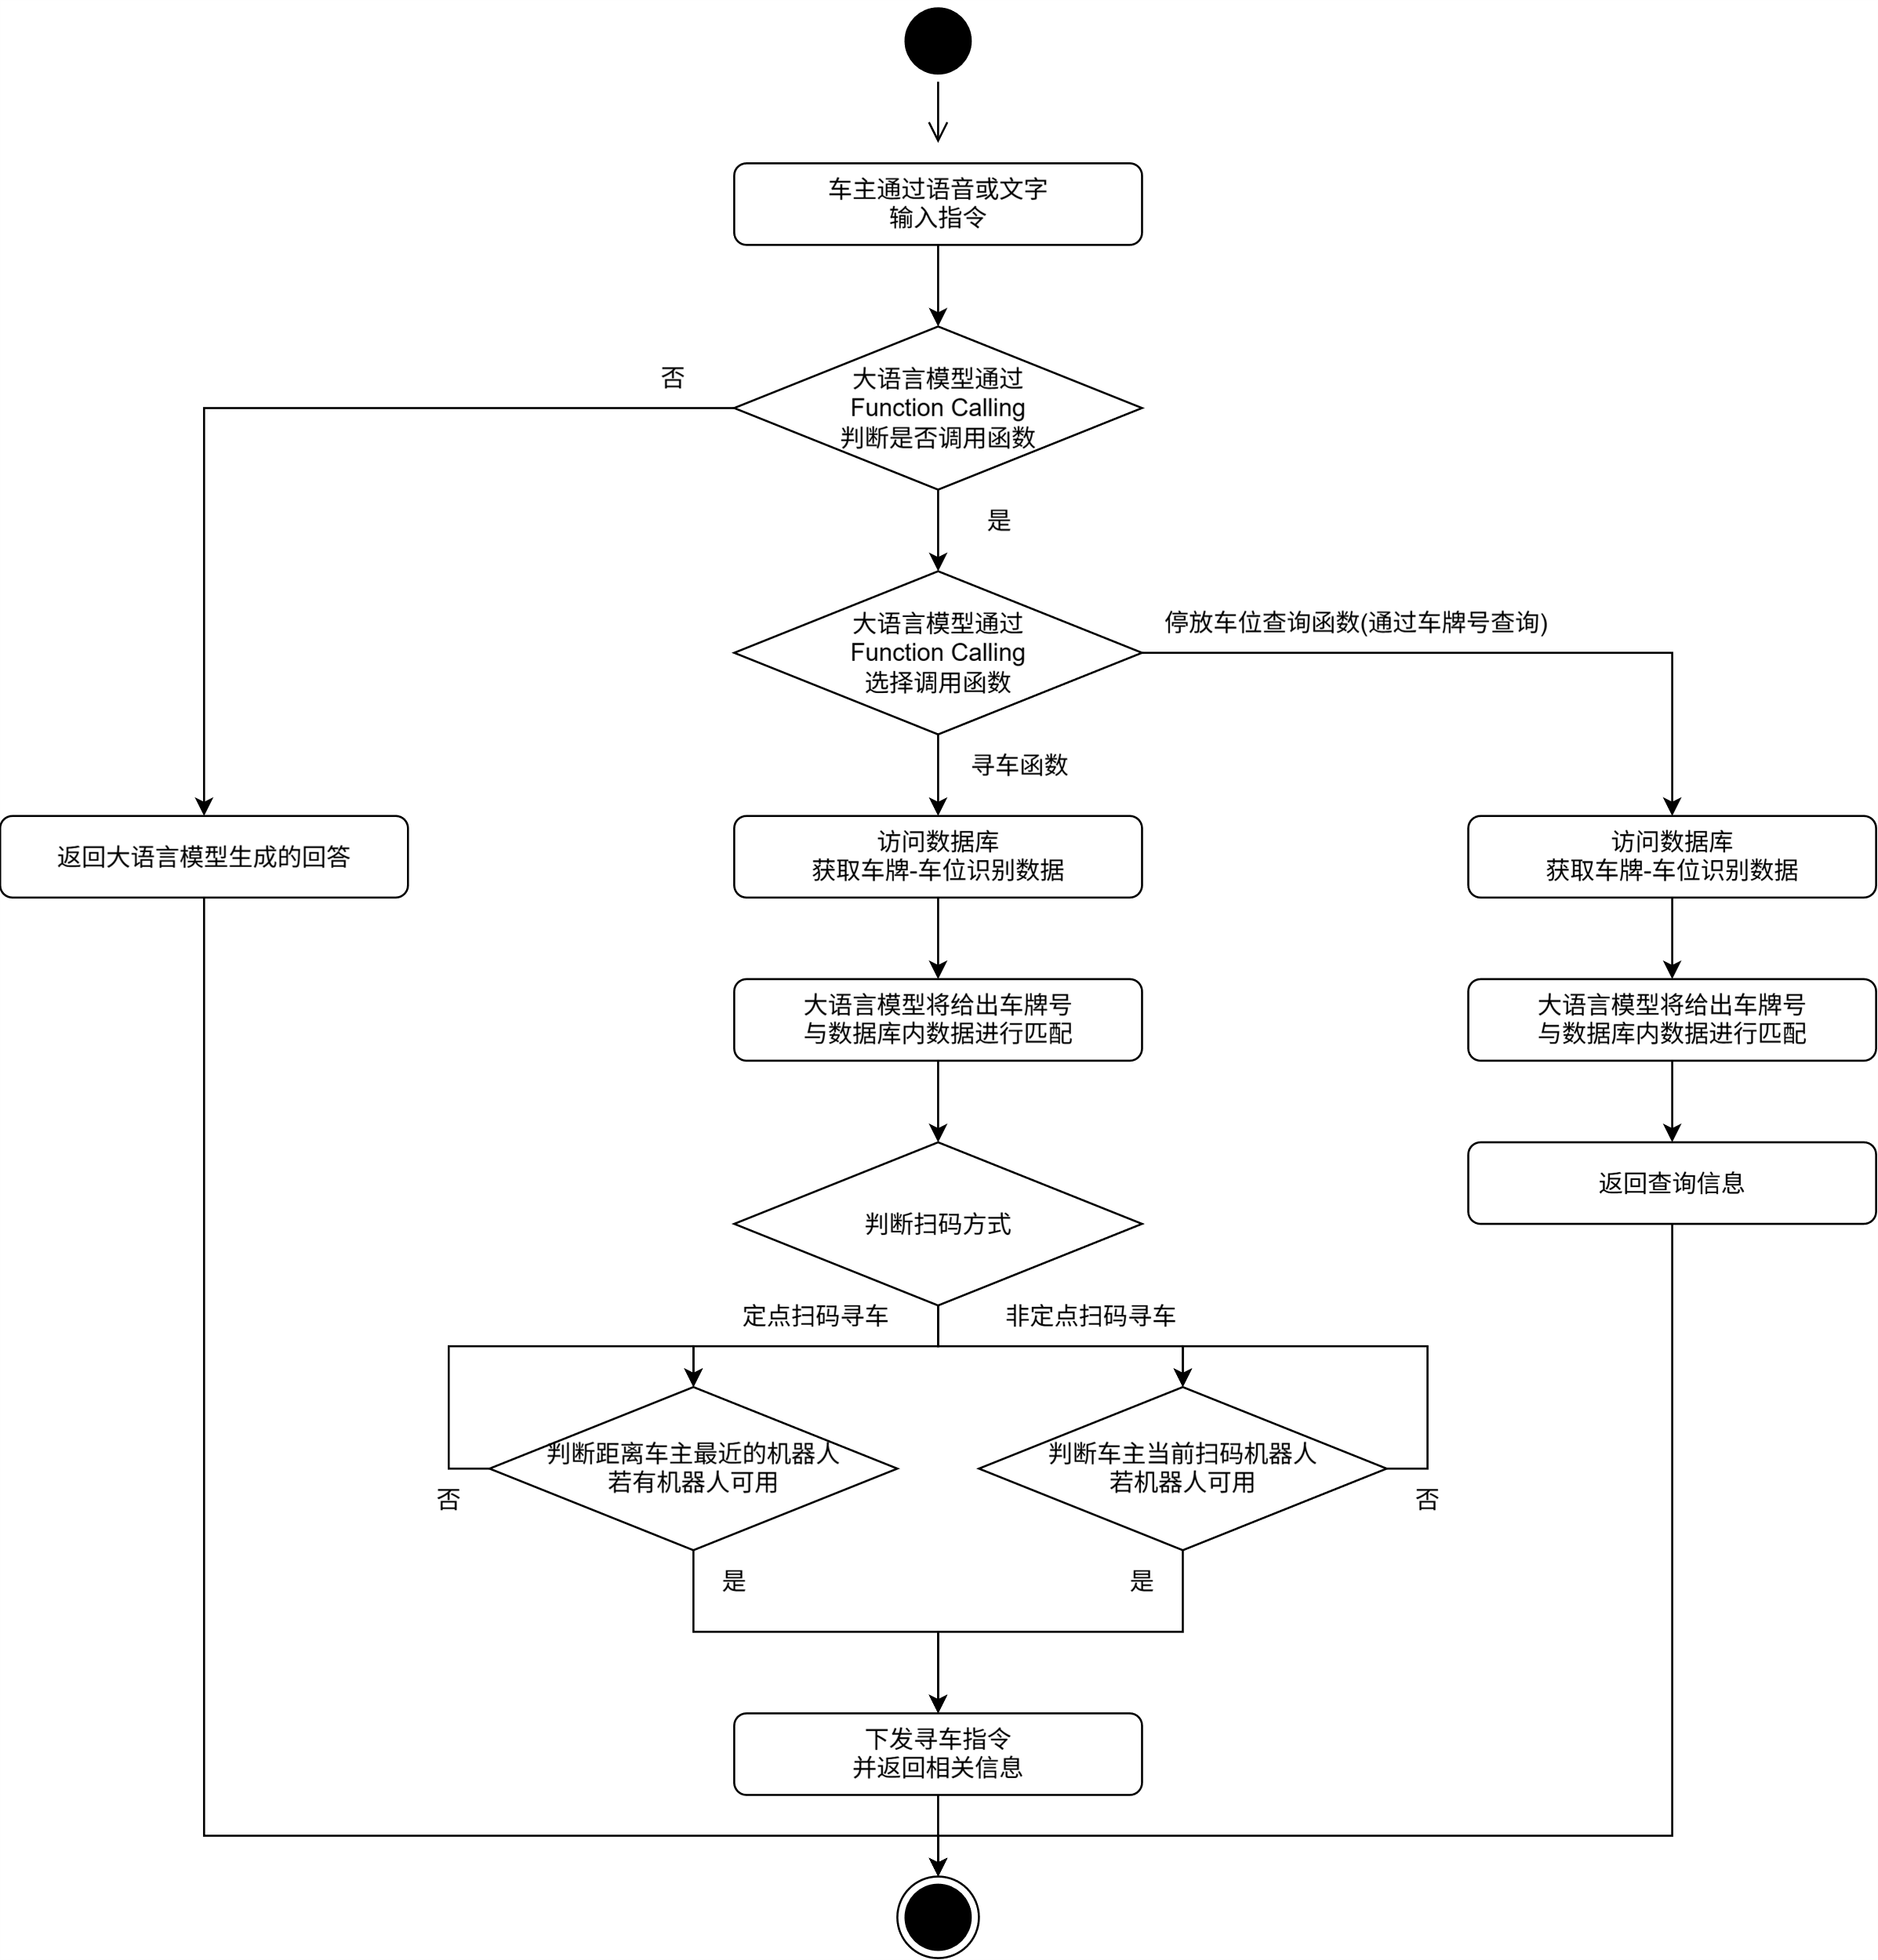 车主通过语音或文字
输入指令
否
大语言模型通过
Function Calling
判断是否调用函数
是
大语言模型通过
Function Calling
选择调用函数
停放车位查询函数(通过车牌号查询)
寻车函数
返回大语言模型生成的回答
访问数据库
获取车牌-车位识别数据
访问数据库
获取车牌-车位识别数据
大语言模型将给出车牌号
与数据库内数据进行匹配
大语言模型将给出车牌号
与数据库内数据进行匹配
判断扫码方式
返回查询信息
定点扫码寻车
非定点扫码寻车
判断距离车主最近的机器人
若有机器人可用
判断车主当前扫码机器人
若机器人可用
否
否
是
是
下发寻车指令
并返回相关信息